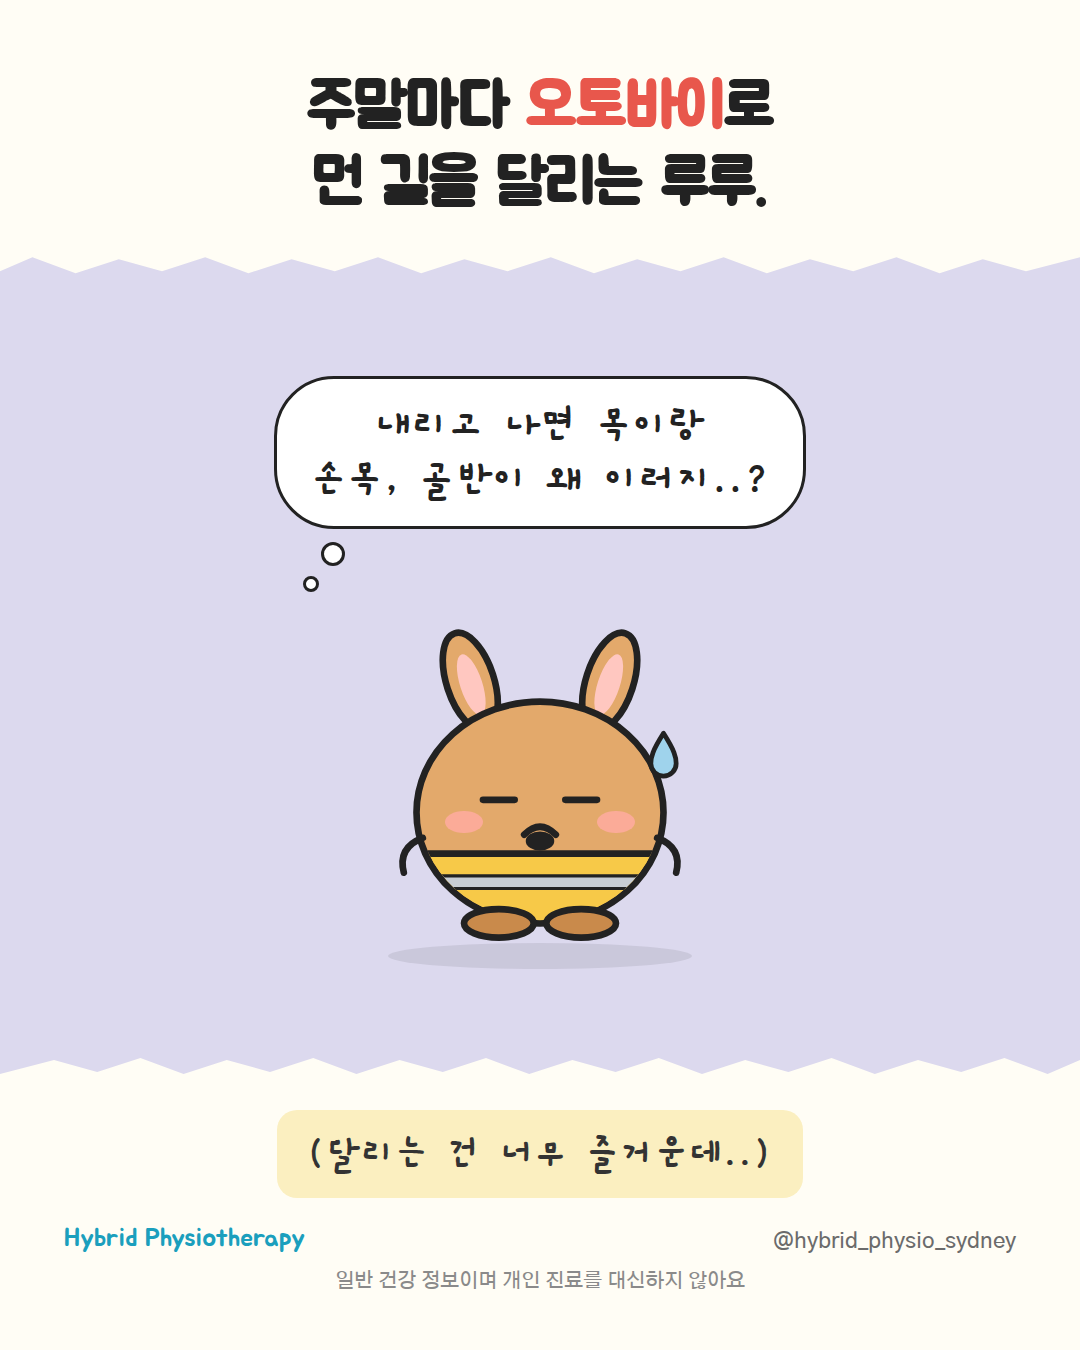 주말마다 오토바이로
먼 길을 달리는 루루.
내리고 나면 목이랑
손목, 골반이 왜 이러지..?
(달리는 건 너무 즐거운데..)
Hybrid Physiotherapy
@hybrid_physio_sydney
일반 건강 정보이며 개인 진료를 대신하지 않아요